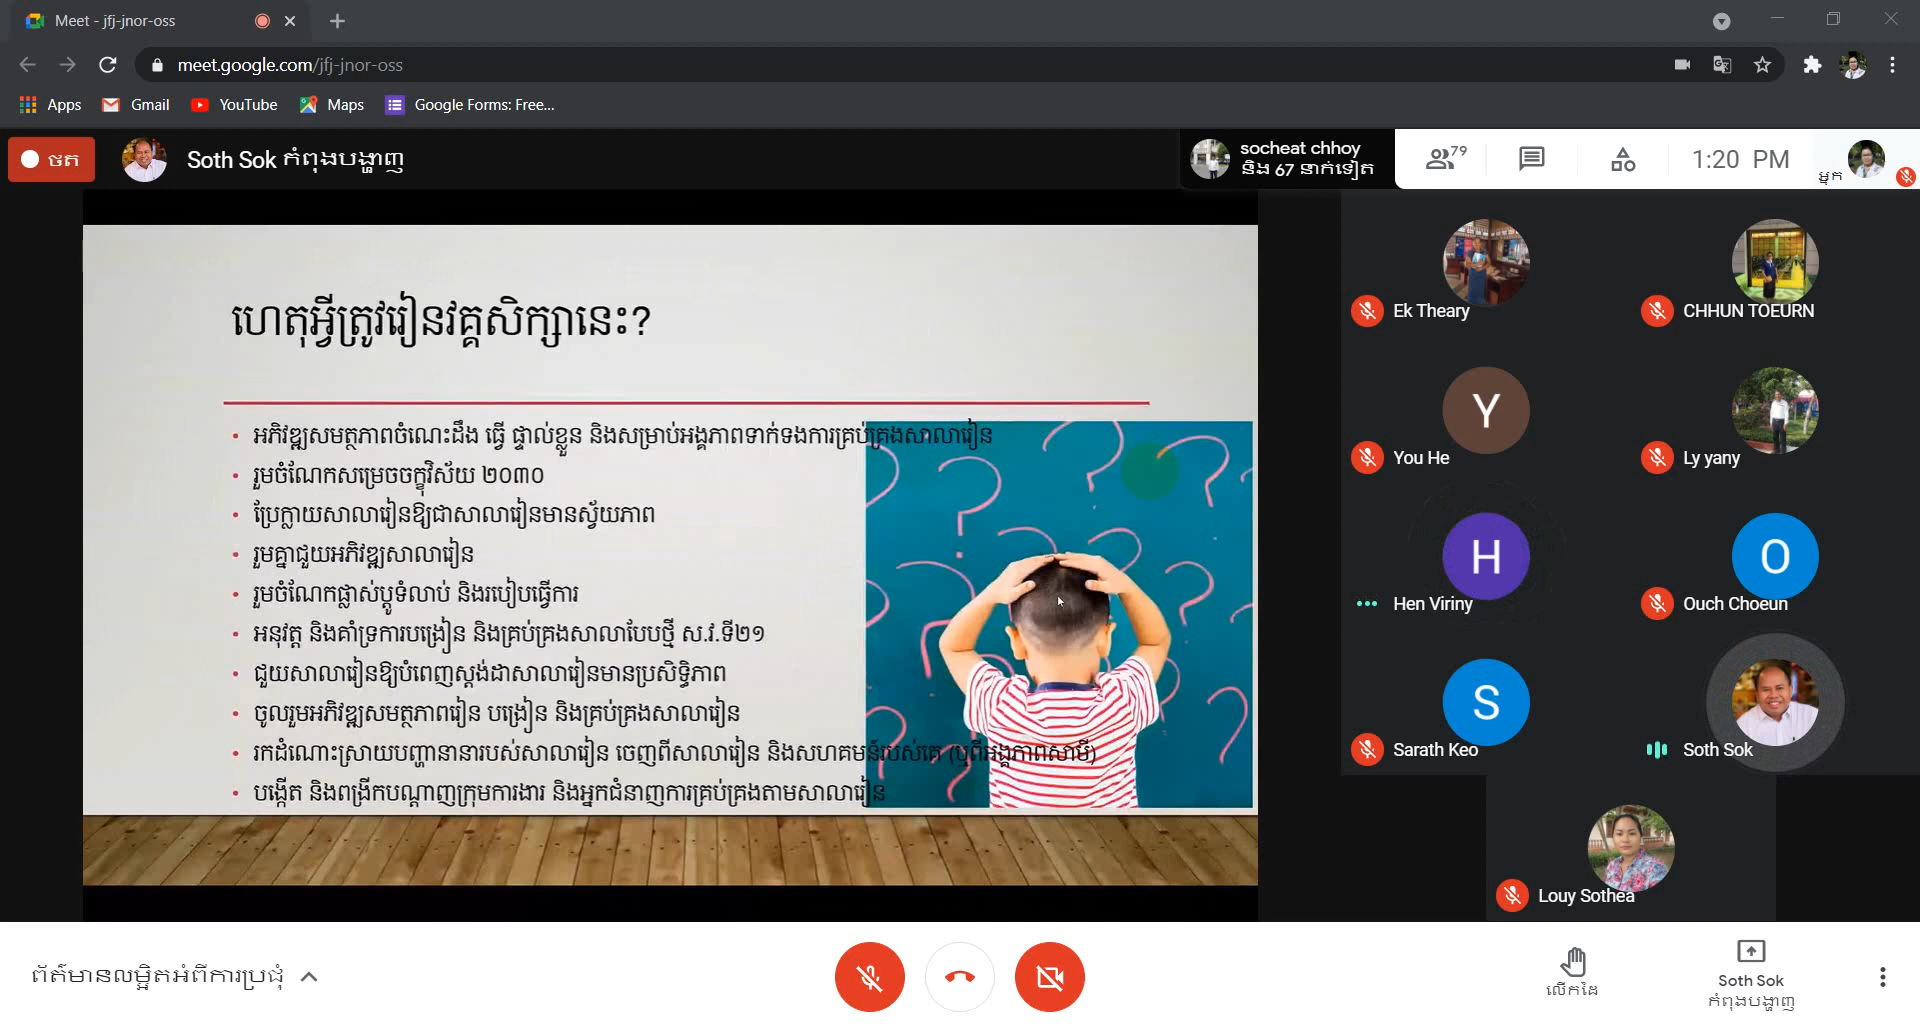 Meet - jfj-jnor-oss
meet.google.com/jfj-jnor-oss
Apps Gmail YouTube Maps Google Forms: Free...
ថត
Soth Sok កំពុងបង្ហាញ
socheat chhoy
និង 67 នាក់ទៀត
79
1:20 PM
អ្នក
ហេតុអ្វីត្រូវរៀនវគ្គសិក្សានេះ?
• អភិវឌ្ឍសមត្ថភាពចំណេះដឹង ធ្វើ ផ្ទាល់ខ្លួន និងសម្រាប់អង្គភាពទាក់ទងការគ្រប់គ្រងសាលារៀន
• រួមចំណែកសម្រេចចក្ខុវិស័យ ២០៣០
• ប្រែក្លាយសាលារៀនឱ្យជាសាលារៀនមានស្វ័យភាព
• រួមគ្នាជួយអភិវឌ្ឍសាលារៀន
• រួមចំណែកផ្លាស់ប្តូទំលាប់ និងរបៀបធ្វើការ
• អនុវត្ត និងគាំទ្រការបង្រៀន និងគ្រប់គ្រងសាលាបែបថ្មី ស.វ.ទី២១
• ជួយសាលារៀនឱ្យបំពេញស្តង់ដាសាលារៀនមានប្រសិទ្ធិភាព
• ចូលរួមអភិវឌ្ឍសមត្ថភាពរៀន បង្រៀន និងគ្រប់គ្រងសាលារៀន
• រកដំណោះស្រាយបញ្ហានានារបស់សាលារៀន ចេញពីសាលារៀន និងសហគមន៍របស់គេ (ឬពីអង្គភាពសាមី)
• បង្កើត និងពង្រីកបណ្តាញក្រុមការងារ និងអ្នកជំនាញការគ្រប់គ្រងតាមសាលារៀន
Ek Theary
CHHUN TOEURN
Y
You He
Ly yany
H
Hen Viriny
O
Ouch Choeun
S
Sarath Keo
Soth Sok
Louy Sothea
ព័ត៌មានលម្អិតអំពីការប្រជុំ
លើកដៃ
Soth Sok
កំពុងបង្ហាញ